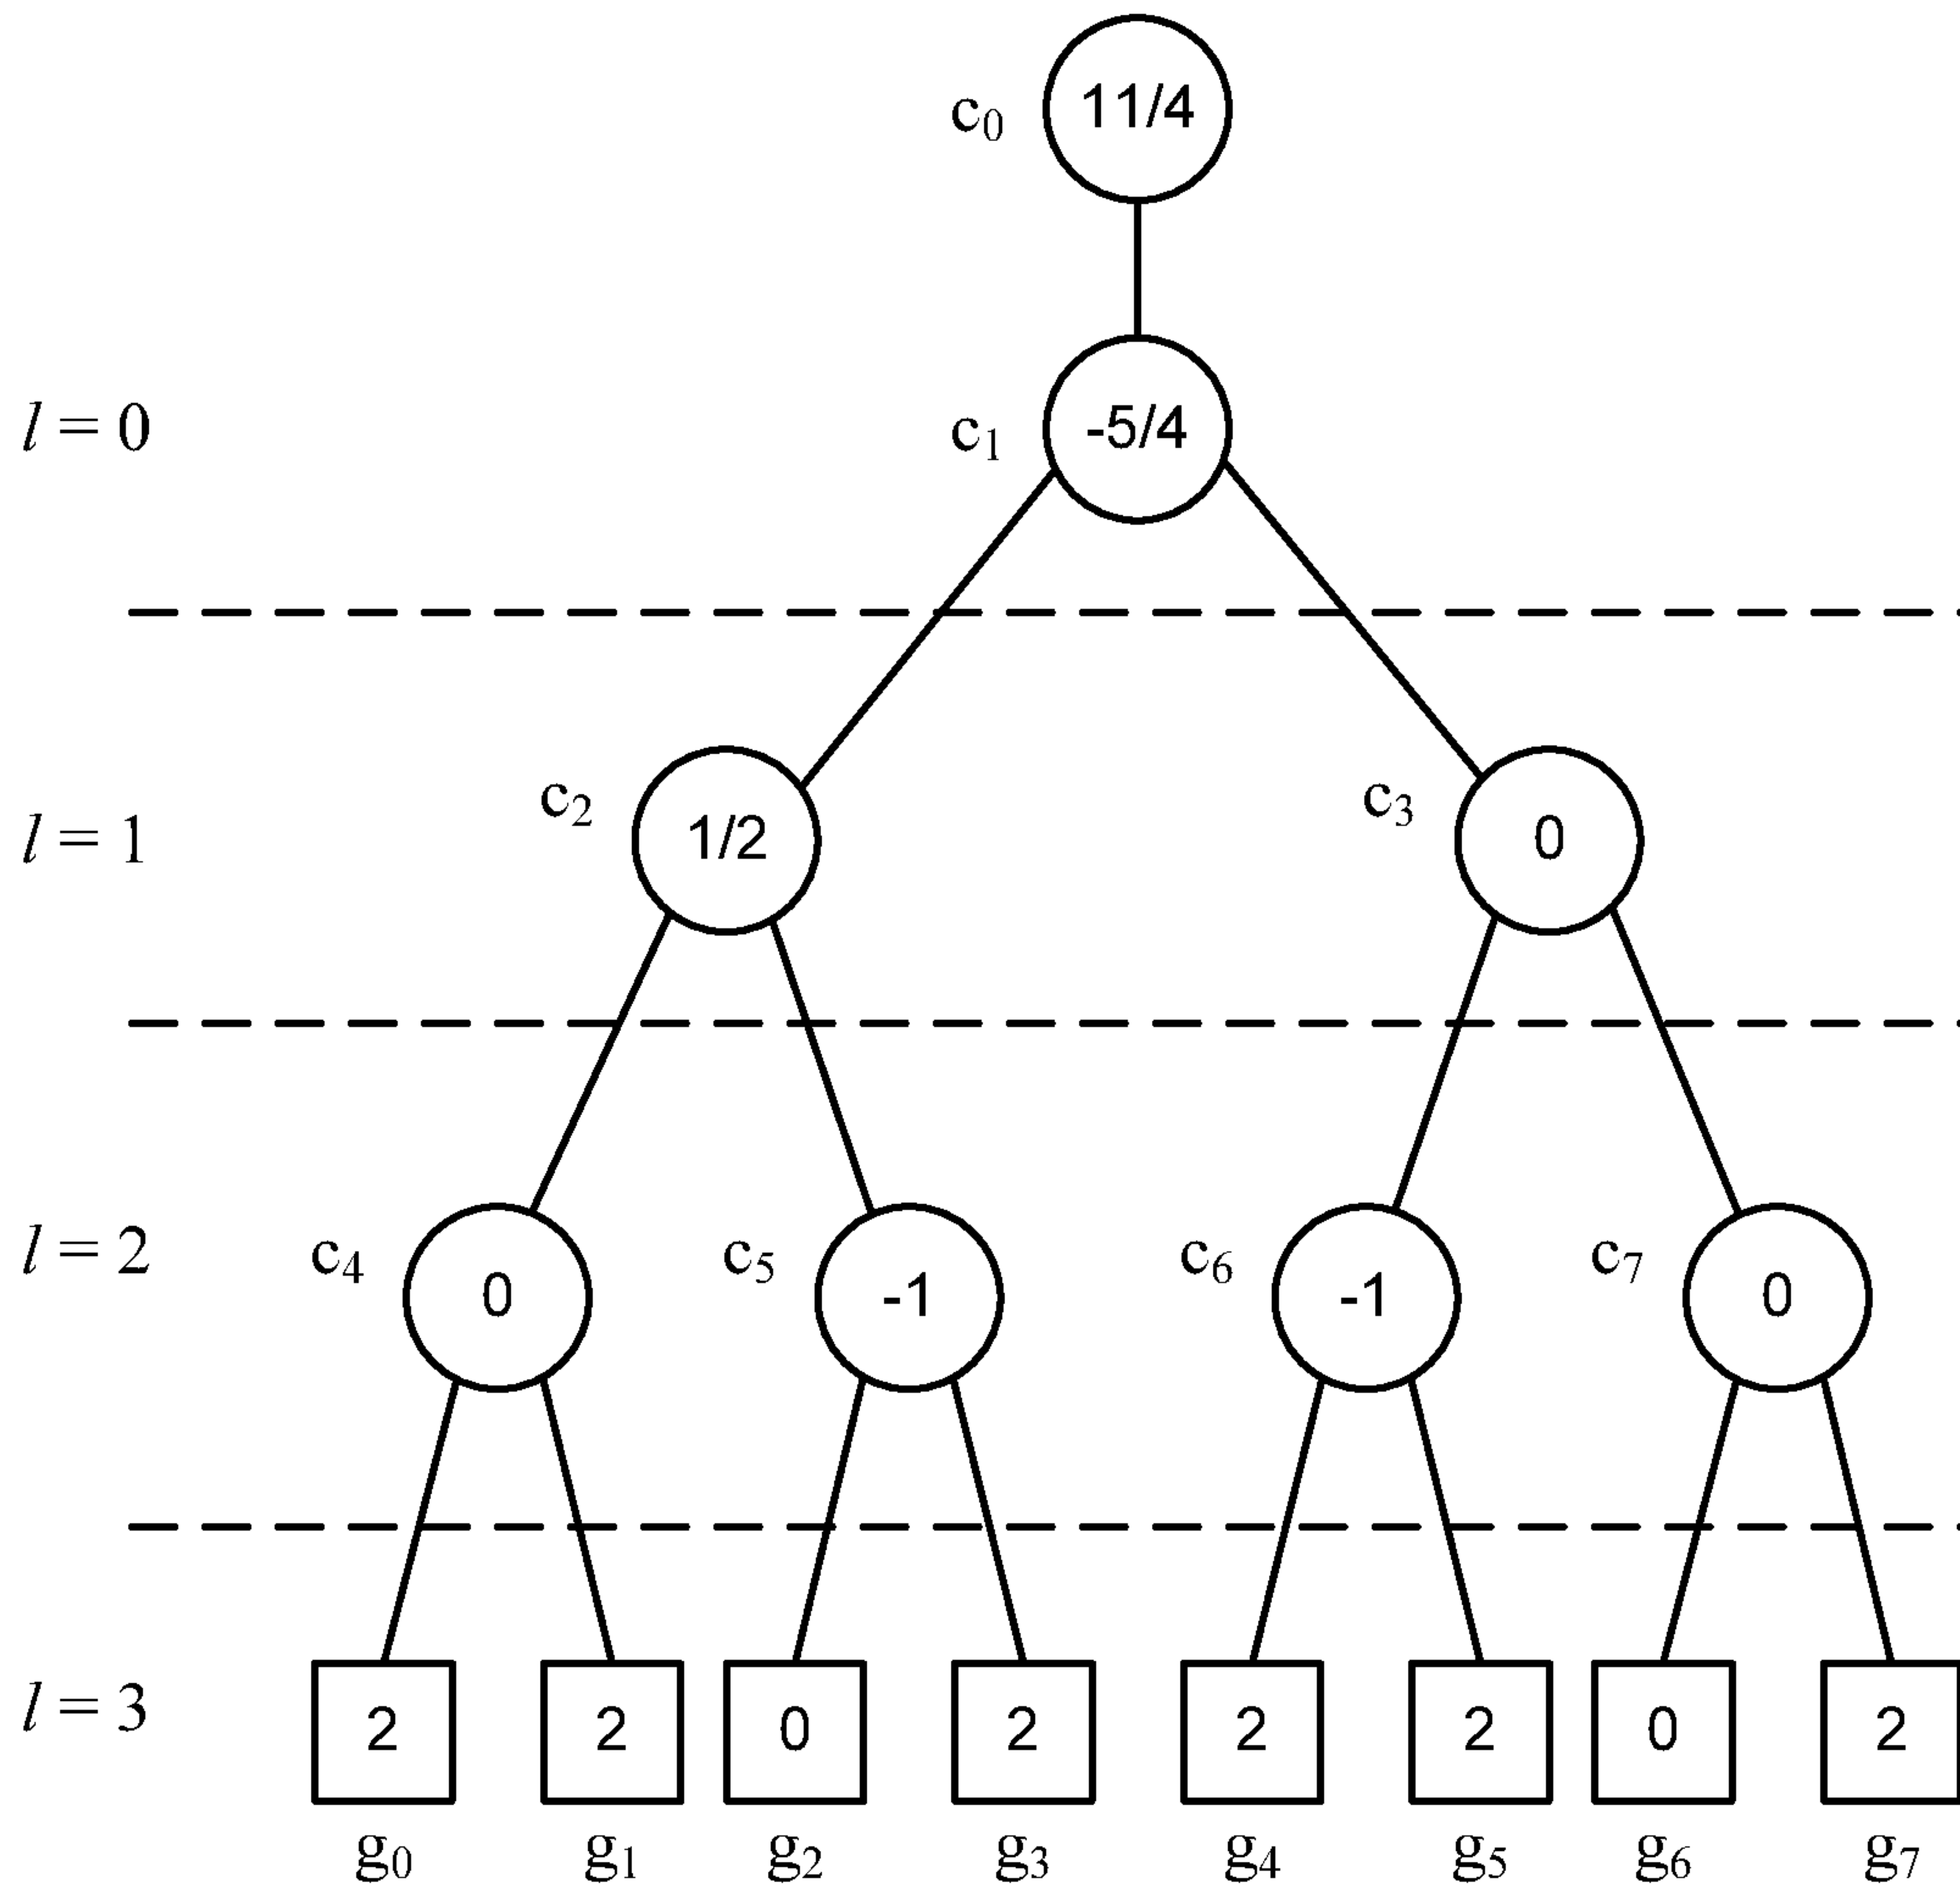 c₀ 11/4
l = 0 c₁ -5/4
l = 1 c₂ 1/2 c₃ 0
l = 2 c₄ 0 c₅ -1 c₆ -1 c₇ 0
l = 3 2 2 0 2 2 2 0 2
g₀ g₁ g₂ g₃ g₄ g₅ g₆ g₇